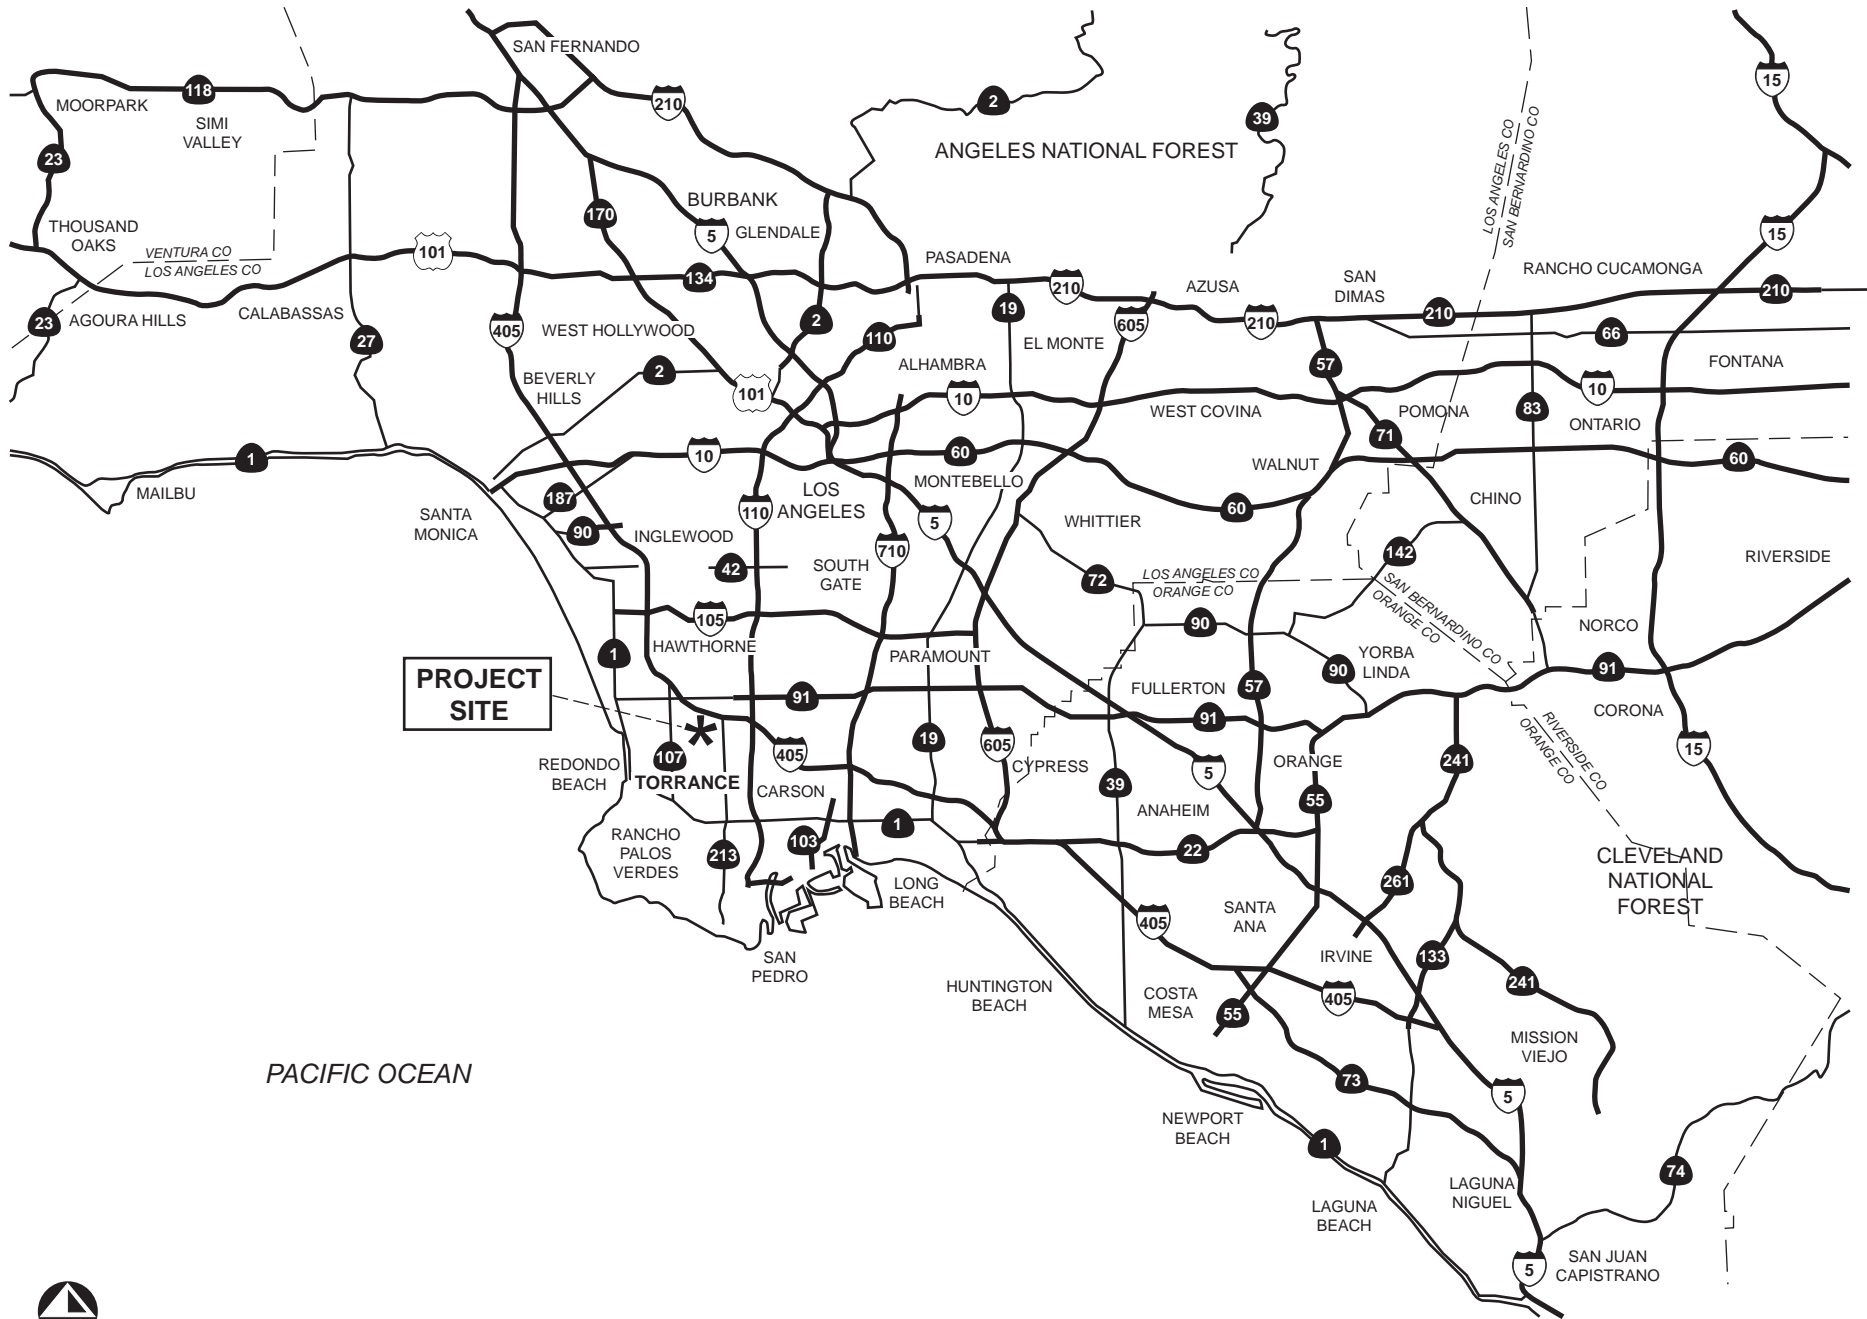 SAN FERNANDO
15
MOORPARK
118
210
2
39
SIMI
VALLEY
23
ANGELES NATIONAL FOREST
LOS ANGELES CO
SAN BERNARDINO CO
THOUSAND
OAKS
170
BURBANK
5
GLENDALE
15
VENTURA CO
LOS ANGELES CO
101
134
PASADENA
210
AZUSA
SAN
DIMAS
RANCHO CUCAMONGA
210
23
AGOURA HILLS
CALABASSAS
27
405
WEST HOLLYWOOD
2
110
19
605
210
210
66
EL MONTE
BEVERLY
HILLS
2
101
ALHAMBRA
10
57
FONTANA
10
WEST COVINA
POMONA
83
ONTARIO
71
1
MAILBU
10
60
MONTEBELLO
WALNUT
60
187
SANTA
MONICA
90
INGLEWOOD
110
LOS
ANGELES
5
WHITTIER
60
CHINO
42
SOUTH
GATE
710
142
RIVERSIDE
72
LOS ANGELES CO
ORANGE CO
SAN BERNARDINO CO
ORANGE CO
105
HAWTHORNE
90
NORCO
1
PARAMOUNT
YORBA
LINDA
90
91
PROJECT
SITE
91
FULLERTON
57
91
CORONA
RIVERSIDE CO
ORANGE CO
REDONDO
BEACH
107
TORRANCE
405
19
605
CYPRESS
5
ORANGE
241
15
CARSON
39
ANAHEIM
55
RANCHO
PALOS
VERDES
213
103
1
22
CLEVELAND
NATIONAL
FOREST
LONG
BEACH
261
SANTA
ANA
405
SAN
PEDRO
IRVINE
133
241
HUNTINGTON
BEACH
COSTA
MESA
55
405
MISSION
VIEJO
PACIFIC OCEAN
73
5
NEWPORT
BEACH
1
74
LAGUNA
NIGUEL
LAGUNA
BEACH
5
SAN JUAN
CAPISTRANO